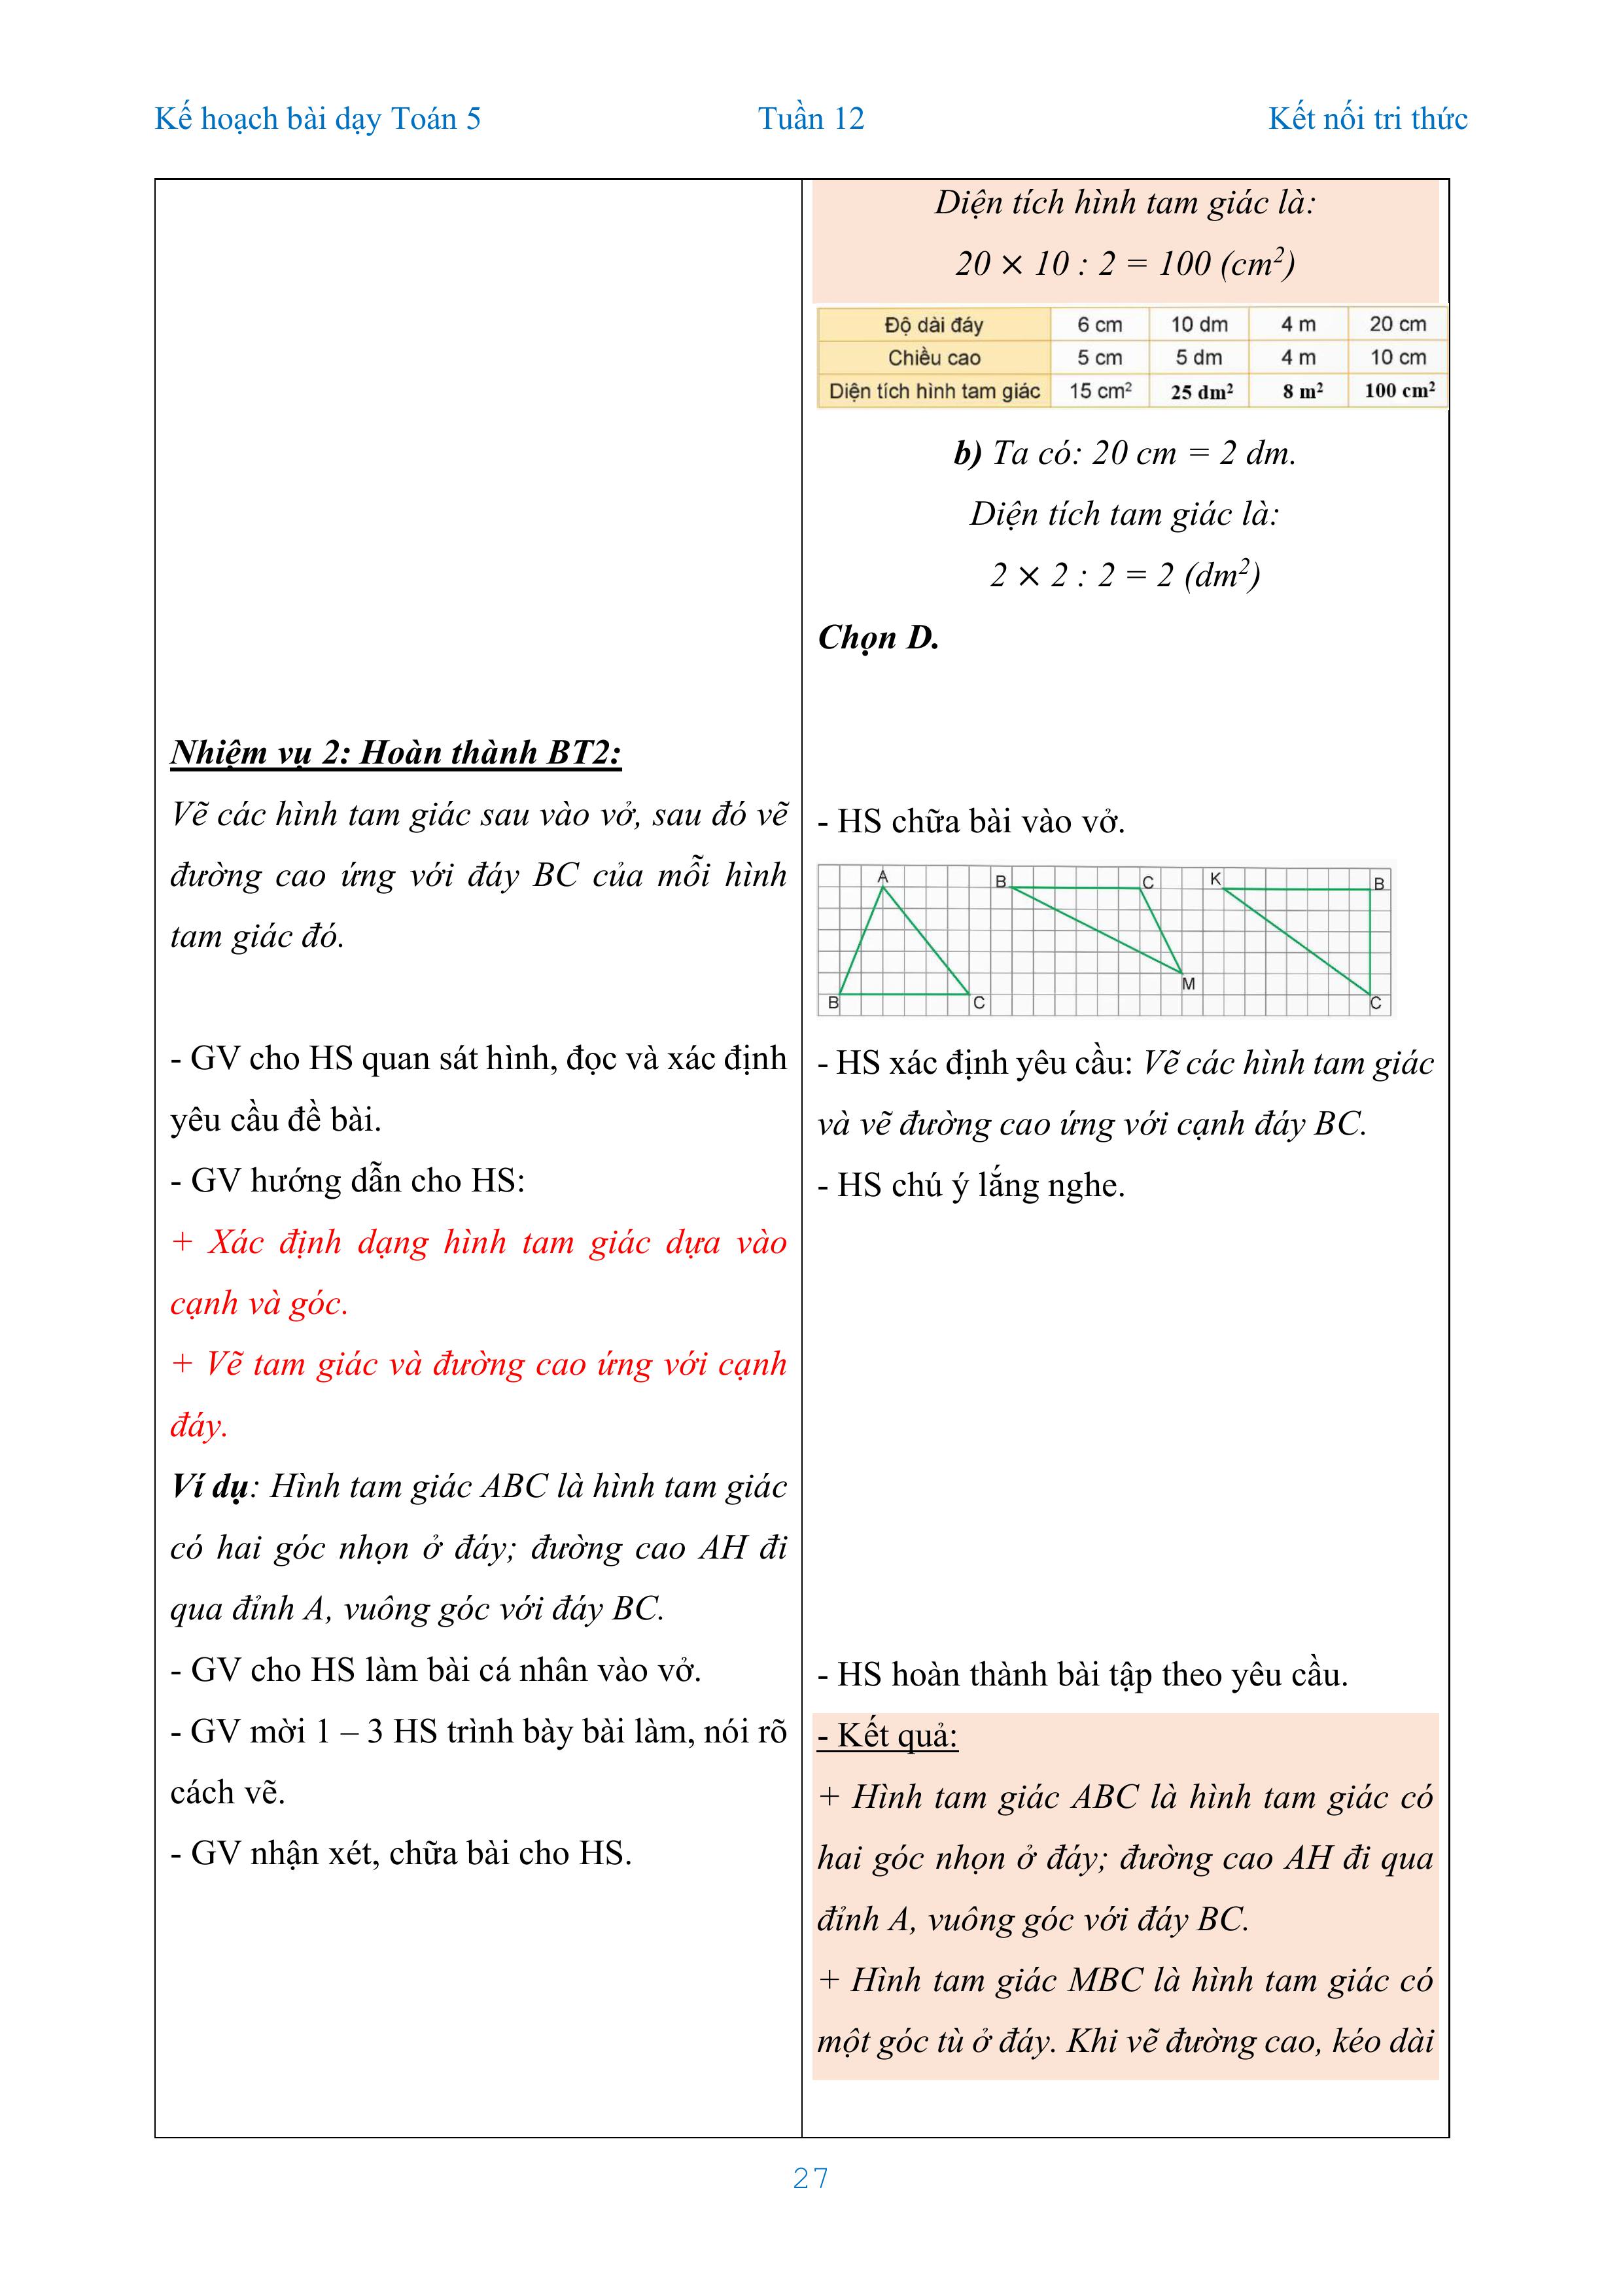 Kế hoạch bài dạy Toán 5 Tuần 12 Kết nối tri thức
Diện tích hình tam giác là:
20 × 10 : 2 = 100 (cm²)
Độ dài đáy 6 cm 10 dm 4 m 20 cm
Chiều cao 5 cm 5 dm 4 m 10 cm
Diện tích hình tam giác 15 cm² 25 dm² 8 m² 100 cm²
b) Ta có: 20 cm = 2 dm.
Diện tích tam giác là:
2 × 2 : 2 = 2 (dm²)
Chọn D.
Nhiệm vụ 2: Hoàn thành BT2:
Vẽ các hình tam giác sau vào vở, sau đó vẽ
đường cao ứng với đáy BC của mỗi hình
tam giác đó.
- GV cho HS quan sát hình, đọc và xác định
yêu cầu đề bài.
- GV hướng dẫn cho HS:
+ Xác định dạng hình tam giác dựa vào
cạnh và góc.
+ Vẽ tam giác và đường cao ứng với cạnh
đáy.
Ví dụ: Hình tam giác ABC là hình tam giác
có hai góc nhọn ở đáy; đường cao AH đi
qua đỉnh A, vuông góc với đáy BC.
- GV cho HS làm bài cá nhân vào vở.
- GV mời 1 – 3 HS trình bày bài làm, nói rõ
cách vẽ.
- GV nhận xét, chữa bài cho HS.
- HS chữa bài vào vở.
A B C K B
M
B C C
- HS xác định yêu cầu: Vẽ các hình tam giác
và vẽ đường cao ứng với cạnh đáy BC.
- HS chú ý lắng nghe.
- HS hoàn thành bài tập theo yêu cầu.
- Kết quả:
+ Hình tam giác ABC là hình tam giác có
hai góc nhọn ở đáy; đường cao AH đi qua
đỉnh A, vuông góc với đáy BC.
+ Hình tam giác MBC là hình tam giác có
một góc tù ở đáy. Khi vẽ đường cao, kéo dài
27